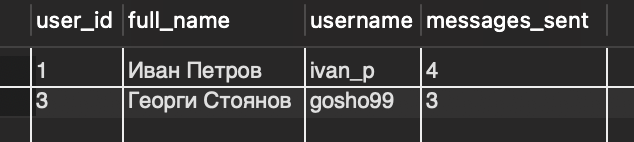 user_id full_name username messages_sent
1 Иван Петров ivan_p 4
3 Георги Стоянов gosho99 3